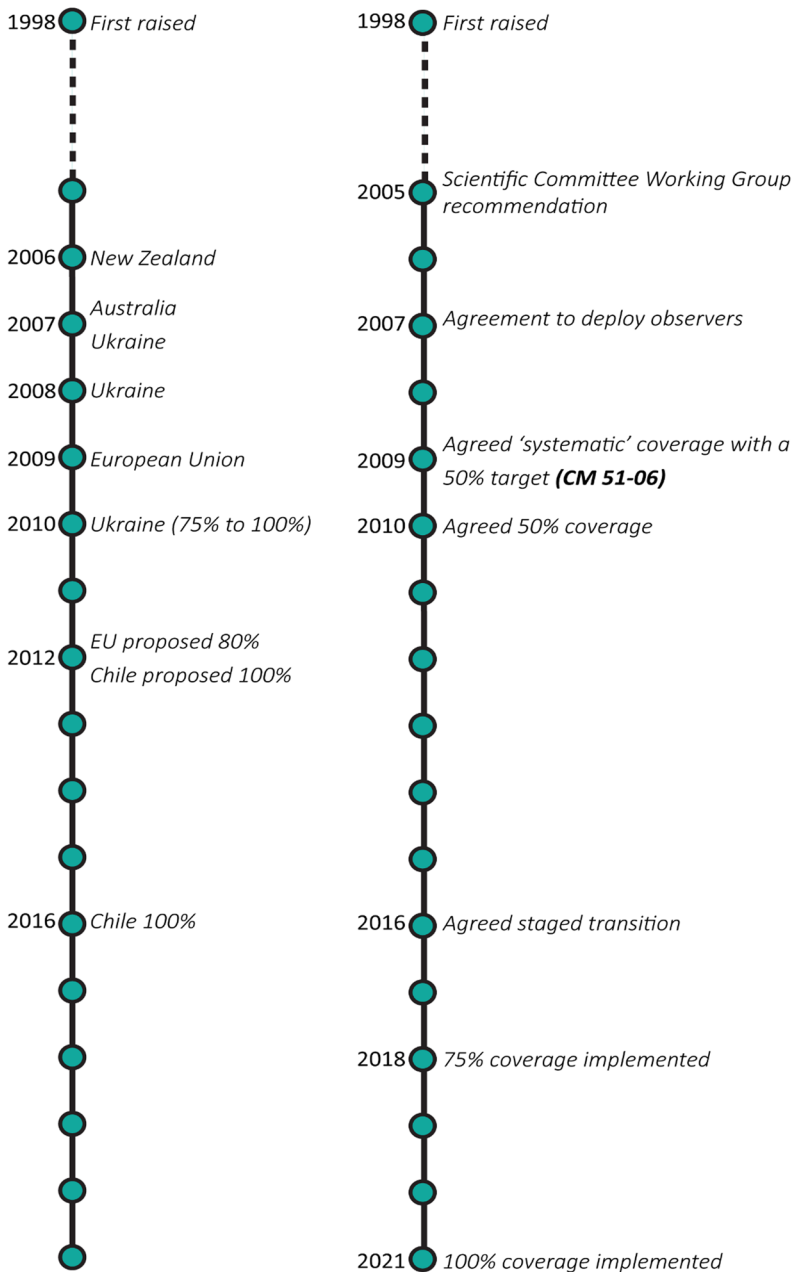 1998 First raised
2006 New Zealand
2007 Australia
Ukraine
2008 Ukraine
2009 European Union
2010 Ukraine (75% to 100%)
2012 EU proposed 80%
Chile proposed 100%
2016 Chile 100%
1998 First raised
2005 Scientific Committee Working Group
recommendation
2007 Agreement to deploy observers
2009 Agreed ‘systematic’ coverage with a
50% target (CM 51-06)
2010 Agreed 50% coverage
2016 Agreed staged transition
2018 75% coverage implemented
2021 100% coverage implemented